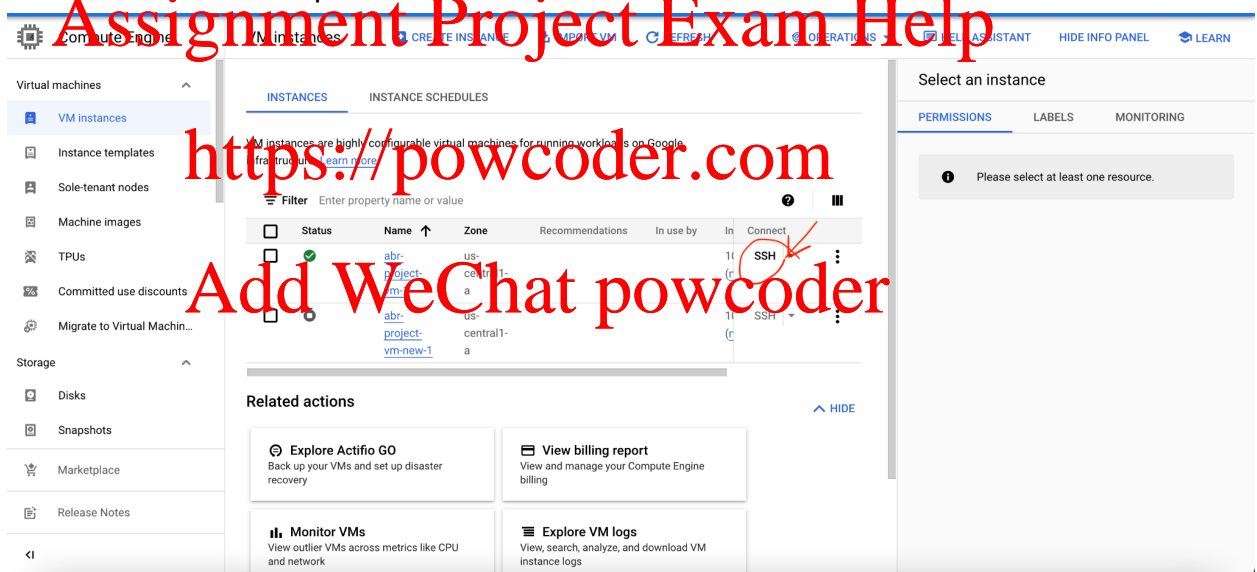 Assignment Project Exam Help
Compute Engine
VM instances
CREATE INSTANCE
IMPORT VM
REFRESH
OPERATIONS
HELP ASSISTANT
HIDE INFO PANEL
LEARN
Virtual machines
VM instances
Instance templates
Sole-tenant nodes
Machine images
TPUs
Committed use discounts
Migrate to Virtual Machin...
Storage
Disks
Snapshots
Marketplace
Release Notes
INSTANCES
INSTANCE SCHEDULES
VM instances are highly configurable virtual machines for running workloads on Google
infrastructure. Learn more
https://powcoder.com
Filter Enter property name or value
Status Name Zone Recommendations In use by In Connect
abr- us- 10 SSH
project- central1- (n
vm-1 a
Add WeChat powcoder
abr- us- 10 SSH
project- central1- (n
vm-new-1 a
Related actions
HIDE
Explore Actifio GO
Back up your VMs and set up disaster
recovery
View billing report
View and manage your Compute Engine
billing
Monitor VMs
View outlier VMs across metrics like CPU
and network
Explore VM logs
View, search, analyze, and download VM
instance logs
Select an instance
PERMISSIONS
LABELS
MONITORING
Please select at least one resource.